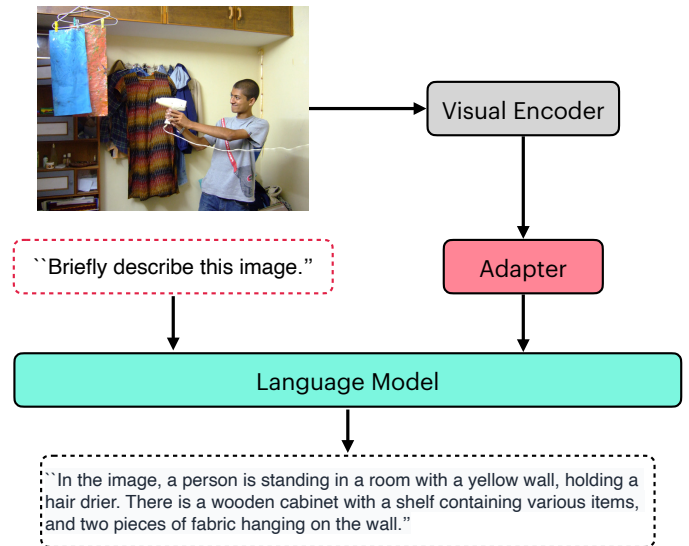 Visual Encoder
``Briefly describe this image.”
Adapter
Language Model
``In the image, a person is standing in a room with a yellow wall, holding a
hair drier. There is a wooden cabinet with a shelf containing various items,
and two pieces of fabric hanging on the wall.”